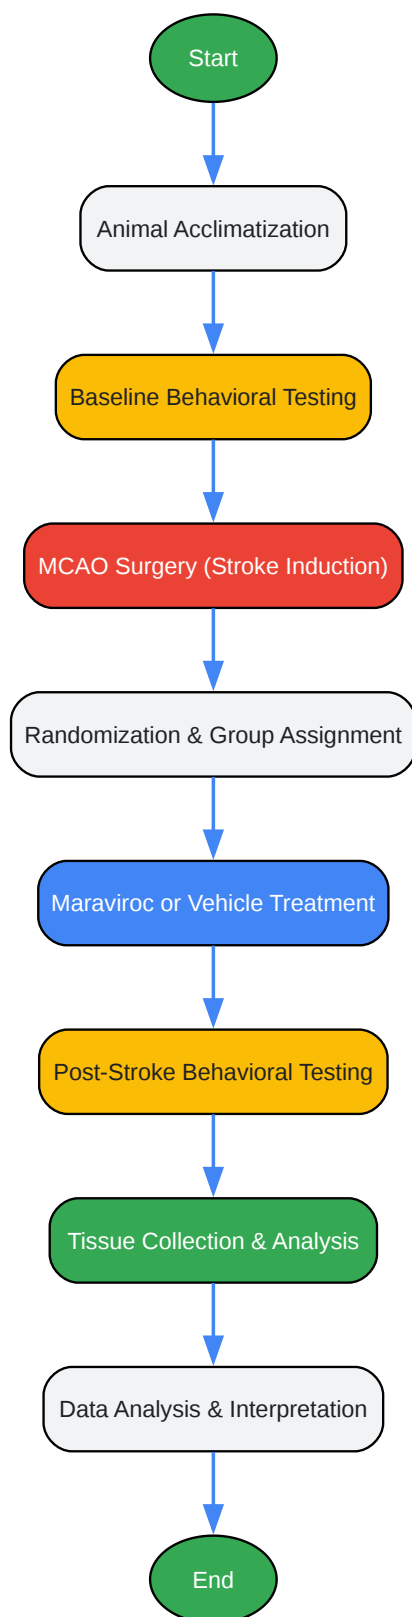 Start
Animal Acclimatization
Baseline Behavioral Testing
MCAO Surgery (Stroke Induction)
Randomization & Group Assignment
Maraviroc or Vehicle Treatment
Post-Stroke Behavioral Testing
Tissue Collection & Analysis
Data Analysis & Interpretation
End